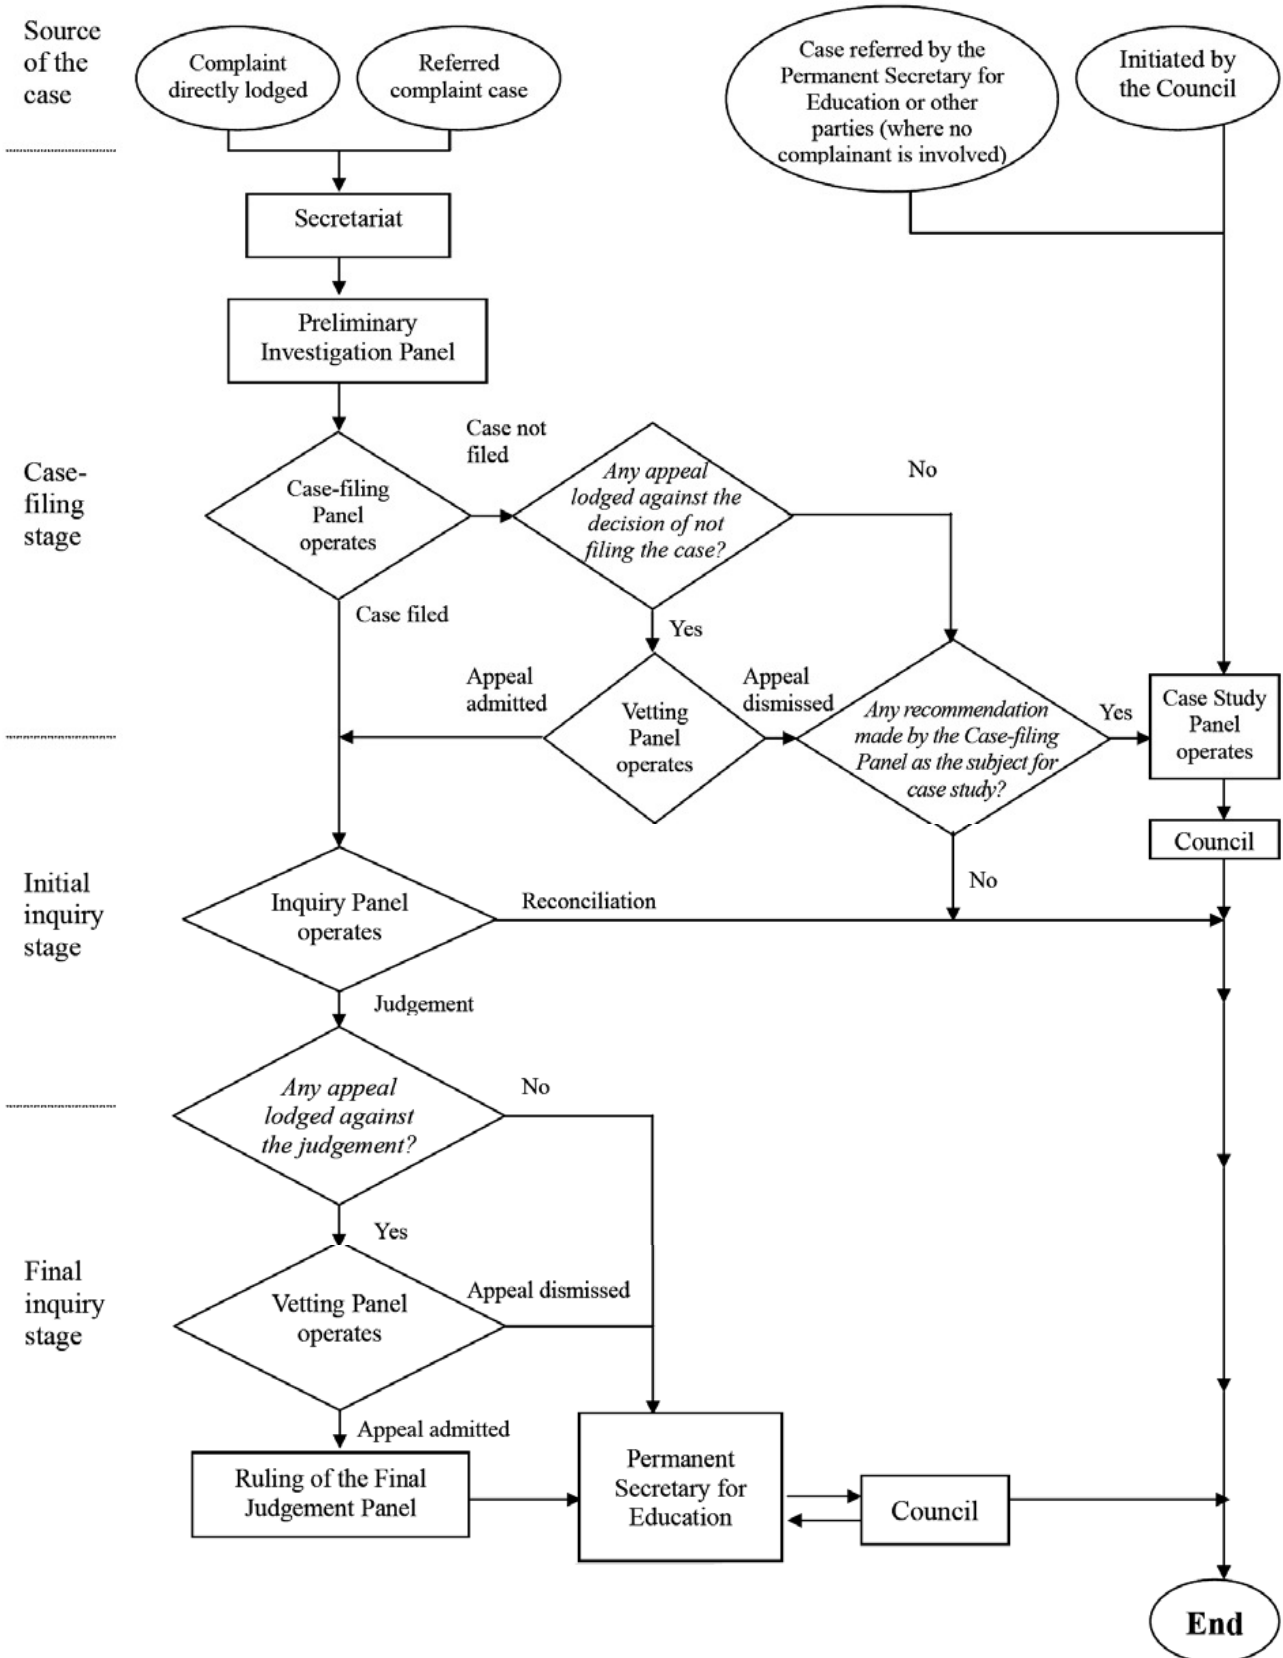 Source
of the
case
Complaint
directly lodged
Referred
complaint case
Case referred by the
Permanent Secretary for
Education or other
parties (where no
complainant is involved)
Initiated by
the Council
Secretariat
Preliminary
Investigation Panel
Case-
filing
stage
Case-filing
Panel
operates
Case not
filed
Any appeal
lodged against the
decision of not
filing the case?
No
Case filed
Yes
Appeal
admitted
Vetting
Panel
operates
Appeal
dismissed
Any recommendation
made by the Case-filing
Panel as the subject for
case study?
Yes
Case Study
Panel
operates
Council
No
Initial
inquiry
stage
Inquiry Panel
operates
Reconciliation
Judgement
Any appeal
lodged against
the judgement?
No
Yes
Final
inquiry
stage
Vetting Panel
operates
Appeal dismissed
Appeal admitted
Ruling of the Final
Judgement Panel
Permanent
Secretary for
Education
Council
End